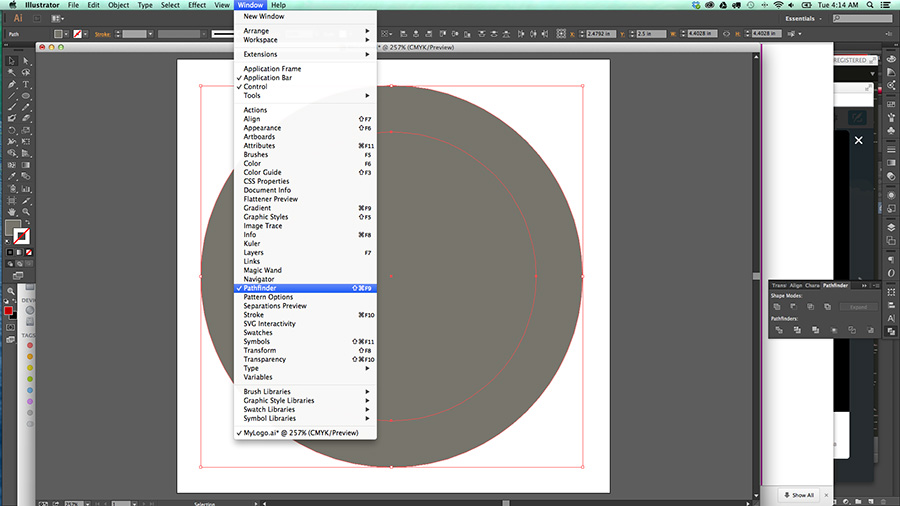 Illustrator File Edit Object Type Select Effect View Window Help
Tue 4:14 AM
Essentials
Path
X: 2.4792 in Y: 2.5 in W: 4.4028 in H: 4.4028 in
* @ 257% (CMYK/Preview)
REGISTERED
New Window
Arrange
Workspace
Extensions
Application Frame
✓ Application Bar
✓ Control
Tools
Actions
Align ⇧F7
Appearance ⇧F6
Artboards
Attributes ⌘F11
Brushes F5
Color F6
Color Guide ⇧F3
CSS Properties
Document Info
Flattener Preview
Gradient ⌘F9
Graphic Styles ⇧F5
Image Trace
Info ⌘F8
Kuler
Layers F7
Links
Magic Wand
Navigator
✓ Pathfinder ⇧⌘F9
Pattern Options
Separations Preview
Stroke ⌘F10
SVG Interactivity
Swatches
Symbols ⇧⌘F11
Transform ⇧F8
Transparency ⇧⌘F10
Type
Variables
Brush Libraries
Graphic Style Libraries
Swatch Libraries
Symbol Libraries
✓ MyLogo.ai* @ 257% (CMYK/Preview)
Trans Align Chara Pathfinder
Shape Modes:
Expand
Pathfinders:
DEVI
TAGS
Selecting
Show All